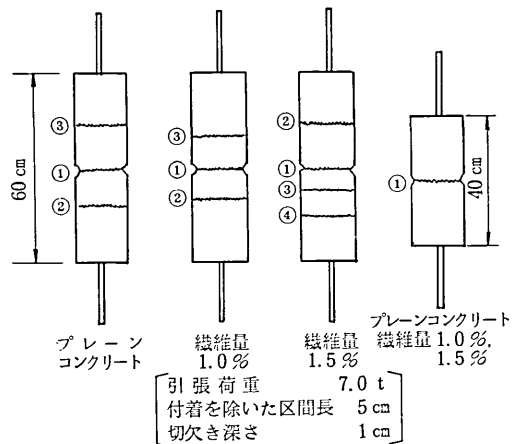 60 cm
③
①
②
③
①
②
②
①
③
④
①
40 cm
プレーン
コンクリート
繊維量
1.0%
繊維量
1.5%
プレーンコンクリート
繊維量1.0%,
1.5%
引張荷重 7.0 t
付着を除いた区間長 5 cm
切欠き深さ 1 cm